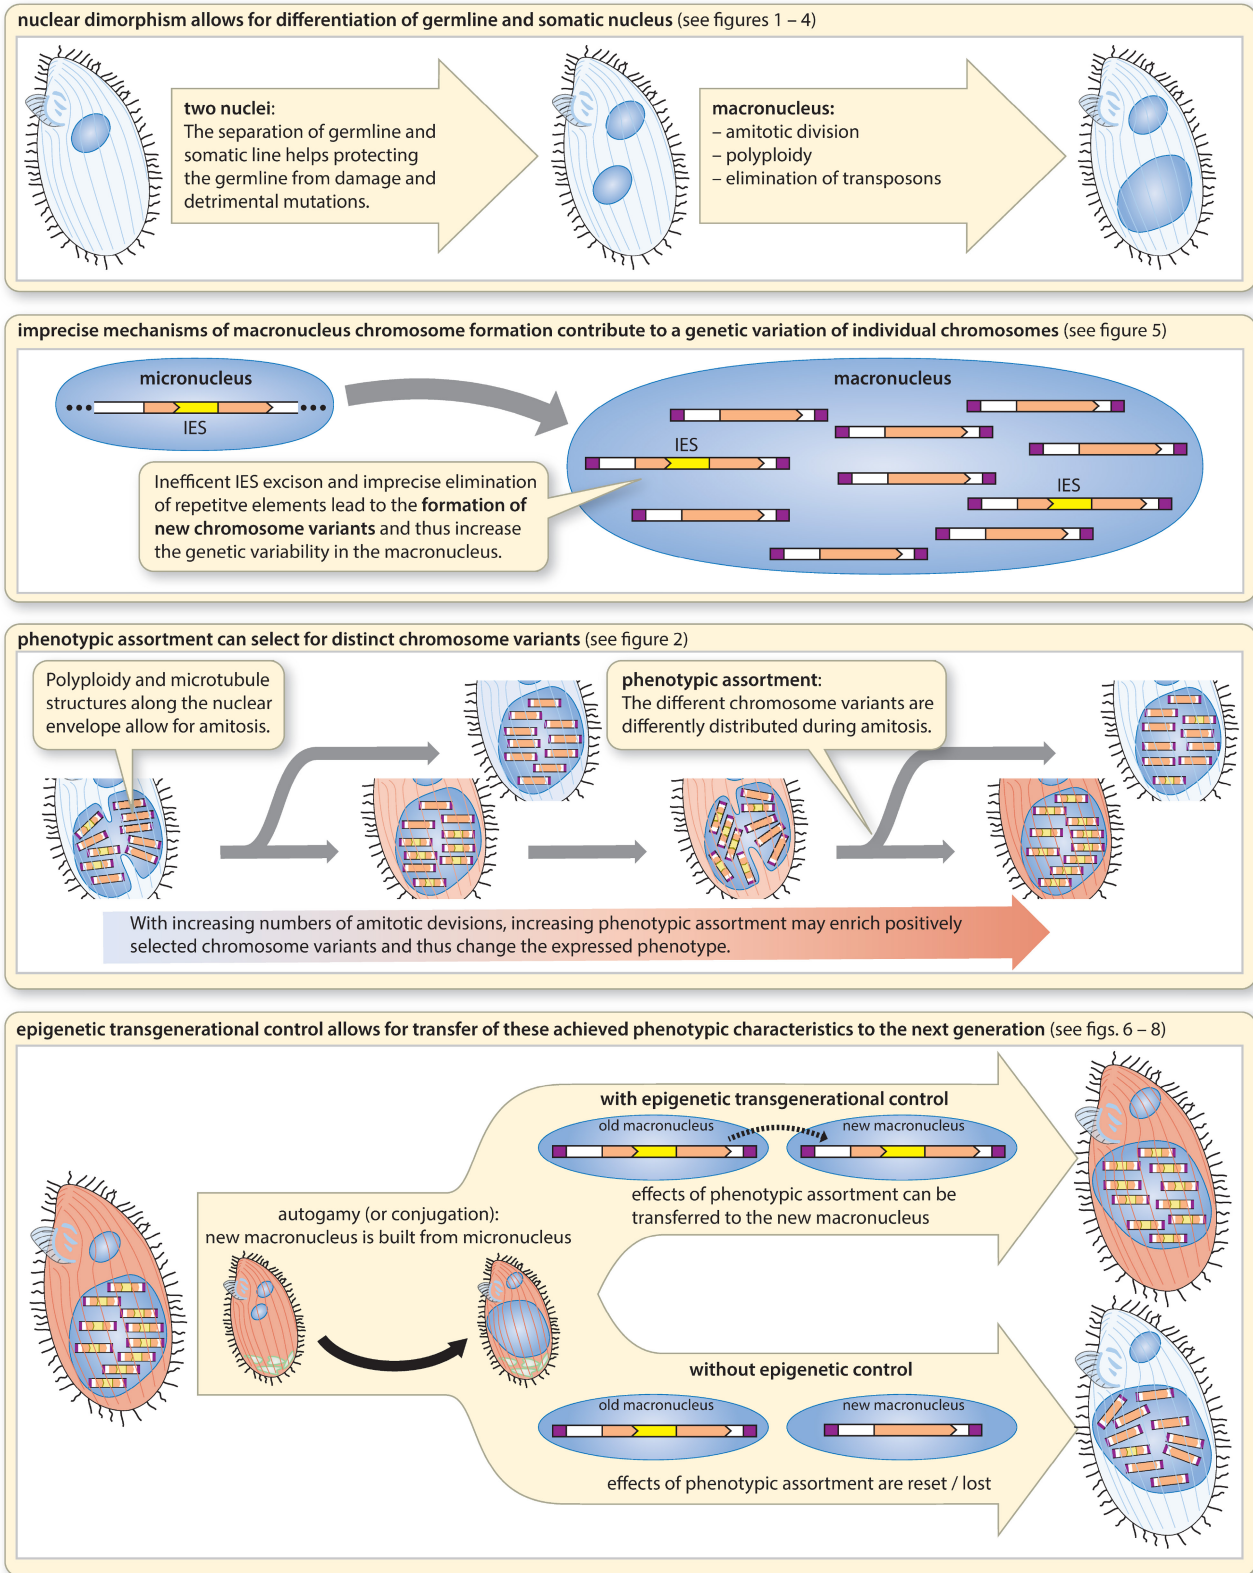 nuclear dimorphism allows for differentiation of germline and somatic nucleus (see figures 1 – 4)
two nuclei:
The separation of germline and
somatic line helps protecting
the germline from damage and
detrimental mutations.
macronucleus:
– amitotic division
– polyploidy
– elimination of transposons
imprecise mechanisms of macronucleus chromosome formation contribute to a genetic variation of individual chromosomes (see figure 5)
micronucleus
IES
macronucleus
IES
IES
Inefficent IES excison and imprecise elimination
of repetitve elements lead to the formation of
new chromosome variants and thus increase
the genetic variability in the macronucleus.
phenotypic assortment can select for distinct chromosome variants (see figure 2)
Polyploidy and microtubule
structures along the nuclear
envelope allow for amitosis.
phenotypic assortment:
The different chromosome variants are
differently distributed during amitosis.
With increasing numbers of amitotic devisions, increasing phenotypic assortment may enrich positively
selected chromosome variants and thus change the expressed phenotype.
epigenetic transgenerational control allows for transfer of these achieved phenotypic characteristics to the next generation (see figs. 6 – 8)
autogamy (or conjugation):
new macronucleus is built from micronucleus
with epigenetic transgenerational control
old macronucleus
new macronucleus
effects of phenotypic assortment can be
transferred to the new macronucleus
without epigenetic control
old macronucleus
new macronucleus
effects of phenotypic assortment are reset / lost